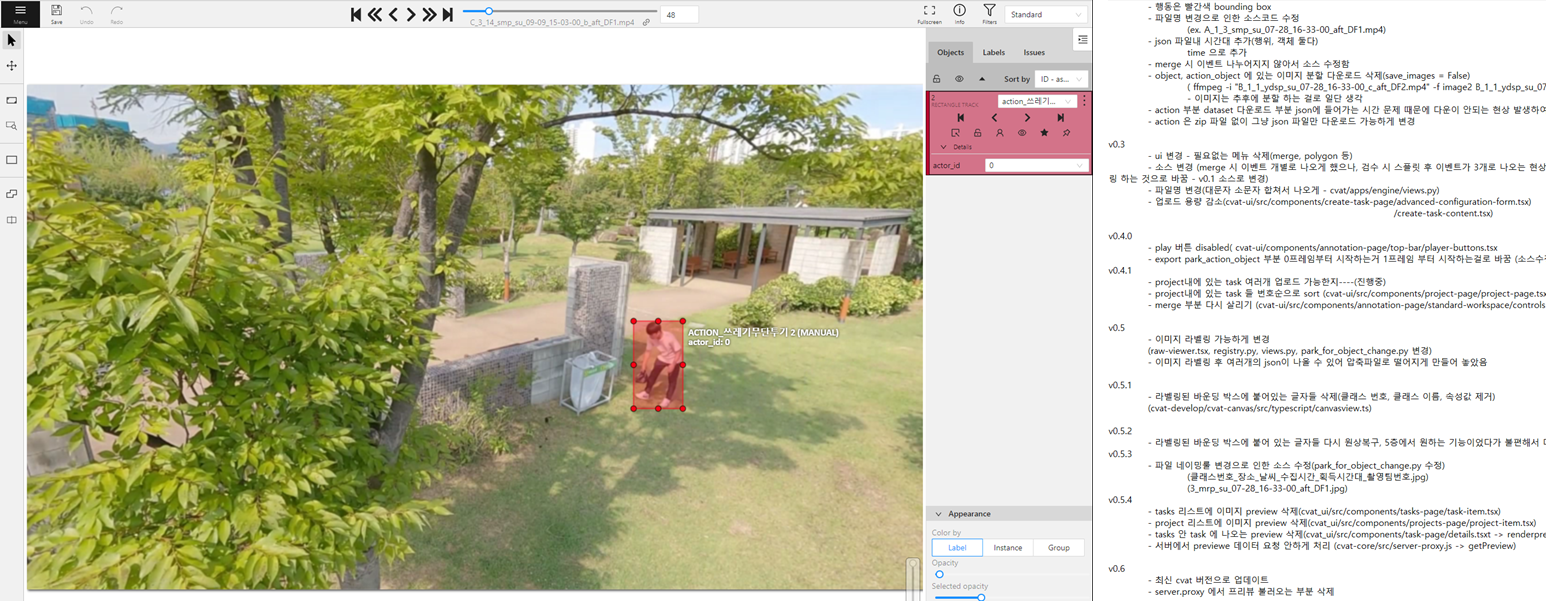 Menu
Save
Undo
Redo
C_3_14_smp_su_09-09_15-03-00_b_aft_DF1.mp4
48
Fullscreen
Info
Filters
Standard
Objects
Labels
Issues
Sort by
ID - as...
2
RECTANGLE TRACK
action_쓰레기...
Details
actor_id
0
ACTION_쓰레기무단투기 2 (MANUAL)
actor_id: 0
Appearance
Color by
Label
Instance
Group
Opacity
Selected opacity
- 행동은 빨간색 bounding box
- 파일명 변경으로 인한 소스코드 수정
(ex. A_1_3_smp_su_07-28_16-33-00_aft_DF1.mp4)
- json 파일내 시간대 추가(행위, 객체 둘다)
time 으로 추가
- merge 시 이벤트 나누어지지 않아서 소스 수정함
- object, action_object 에 있는 이미지 분할 다운로드 삭제(save_images = False)
( ffmpeg -i "B_1_1_ydsp_su_07-28_16-33-00_c_aft_DF2.mp4" -f image2 B_1_1_ydsp_su_07
- 이미지는 추후에 분할 하는 걸로 일단 생각
- action 부분 dataset 다운로드 부분 json에 들어가는 시간 문제 때문에 다운이 안되는 현상 발생하여
- action 은 zip 파일 없이 그냥 json 파일만 다운로드 가능하게 변경
v0.3
- ui 변경 - 필요없는 메뉴 삭제(merge, polygon 등)
- 소스 변경 (merge 시 이벤트 개별로 나오게 했으나, 검수 시 스플릿 후 이벤트가 3개로 나오는 현상
링 하는 것으로 바꿈 - v0.1 소스로 변경)
- 파일명 변경(대문자 소문자 합쳐서 나오게 - cvat/apps/engine/views.py)
- 업로드 용량 감소(cvat-ui/src/components/create-task-page/advanced-configuration-form.tsx)
/create-task-content.tsx)
v0.4.0
- play 버튼 disabled( cvat-ui/components/annotation-page/top-bar/player-buttons.tsx
- export park_action_object 부분 0프레임부터 시작하는거 1프레임 부터 시작하는걸로 바꿈 (소스수정
v0.4.1
- project내에 있는 task 여러개 업로드 가능한지----(진행중)
- project내에 있는 task 들 번호순으로 sort (cvat-ui/src/components/project-page/project-page.tsx
- merge 부분 다시 살리기 (cvat-ui/src/components/annotation-page/standard-workspace/controls
v0.5
- 이미지 라벨링 가능하게 변경
(raw-viewer.tsx, registry.py, views.py, park_for_object_change.py 변경)
- 이미지 라벨링 후 여러개의 json이 나올 수 있어 압축파일로 떨어지게 만들어 놓았음
v0.5.1
- 라벨링된 바운딩 박스에 붙어있는 글자들 삭제(클래스 번호, 클래스 이름, 속성값 제거)
(cvat-develop/cvat-canvas/src/typescript/canvasview.ts)
v0.5.2
- 라벨링된 바운딩 박스에 붙어 있는 글자들 다시 원상복구, 5층에서 원하는 기능이었다가 불편해서
v0.5.3
- 파일 네이밍룰 변경으로 인한 소스 수정(park_for_object_change.py 수정)
(클래스번호_장소_날씨_수집시간_획득시간대_촬영팀번호.jpg)
(3_mrp_su_07-28_16-33-00_aft_DF1.jpg)
v0.5.4
- tasks 리스트에 이미지 preview 삭제(cvat_ui/src/components/tasks-page/task-item.tsx)
- project 리스트에 이미지 preview 삭제(cvat_ui/src/components/projects-page/project-item.tsx)
- tasks 안 task 에 나오는 preview 삭제(cvat_ui/src/components/task-page/details.tsxt -> renderpre
- 서버에서 previewe 데이터 요청 안하게 처리 (cvat-core/src/server-proxy.js -> getPreview)
v0.6
- 최신 cvat 버전으로 업데이트
- server.proxy 에서 프리뷰 불러오는 부분 삭제